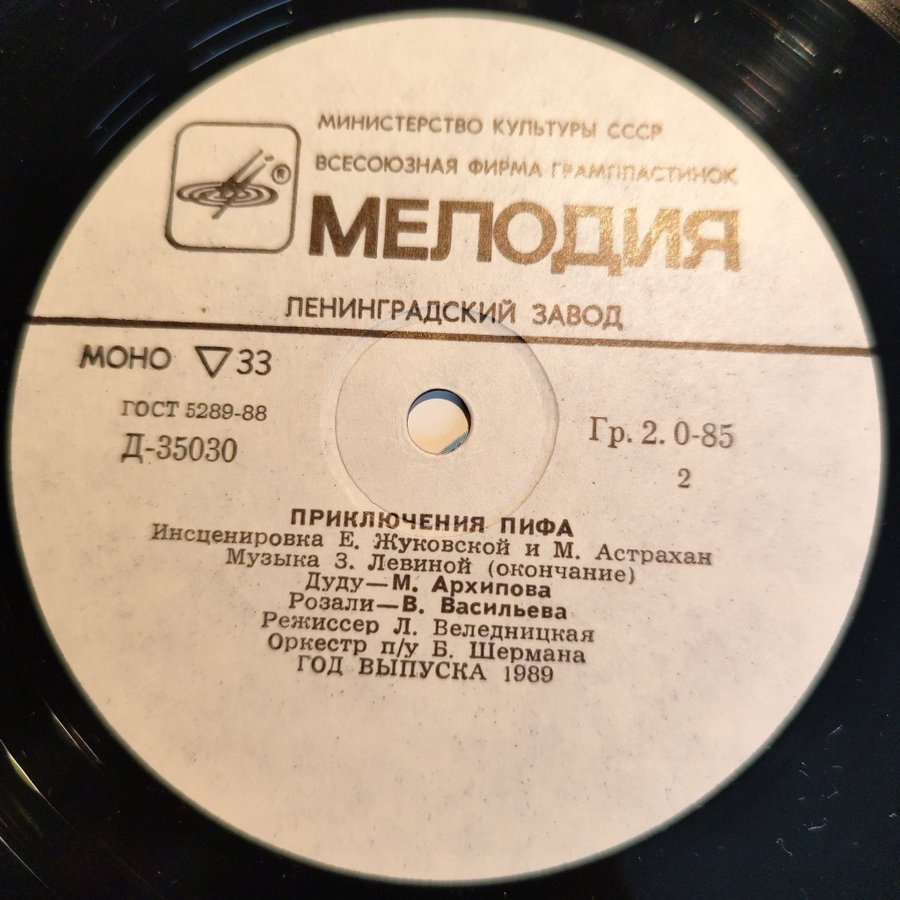 МИНИСТЕРСТВО КУЛЬТУРЫ СССР
ВСЕСОЮЗНАЯ ФИРМА ГРАМПЛАСТИНОК
®
МЕЛОДИЯ
ЛЕНИНГРАДСКИЙ ЗАВОД
МОНО ▽ 33
ГОСТ 5289-88
Д-35030
Гр. 2. 0-85
2
ПРИКЛЮЧЕНИЯ ПИФА
Инсценировка Е. Жуковской и М. Астрахан
Музыка З. Левиной (окончание)
Дуду—М. Архипова
Розали—В. Васильева
Режиссер Л. Веледницкая
Оркестр п/у Б. Шермана
ГОД ВЫПУСКА 1989